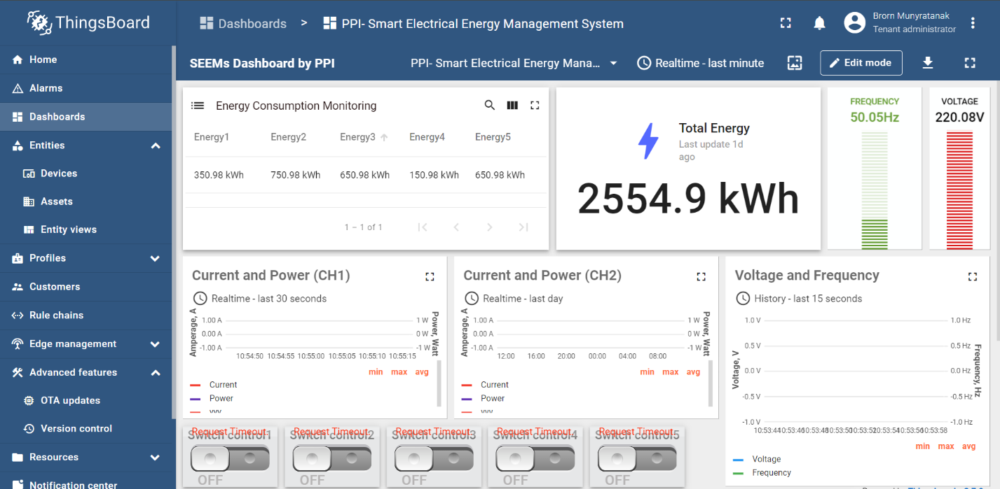 ThingsBoard
Dashboards > PPI- Smart Electrical Energy Management System
Brorn Munyratanak
Tenant administrator
Home
Alarms
Dashboards
Entities
Devices
Assets
Entity views
Profiles
Customers
Rule chains
Edge management
Advanced features
OTA updates
Version control
Resources
Notification center
SEEMs Dashboard by PPI
PPI- Smart Electrical Energy Mana...
Realtime - last minute
Edit mode
Energy Consumption Monitoring
Energy1 Energy2 Energy3 Energy4 Energy5
350.98 kWh 750.98 kWh 650.98 kWh 150.98 kWh 650.98 kWh
1 – 1 of 1
Total Energy
Last update 1d
ago
2554.9 kWh
FREQUENCY
50.05Hz
VOLTAGE
220.08V
Current and Power (CH1)
Realtime - last 30 seconds
Amperage, A
1.00 A
0.00 A
-1.00 A
1 W
0 W
-1 W
Power, Watt
10:54:50 10:54:55 10:55:00 10:55:05 10:55:10 10:55:15
min max avg
Current
Power
Current and Power (CH2)
Realtime - last day
Amperage, A
1.00 A
0.00 A
-1.00 A
1 W
0 W
-1 W
Power, Watt
12:00 16:00 20:00 00:00 04:00 08:00
min max avg
Current
Power
Voltage and Frequency
History - last 15 seconds
Voltage, V
1.0 V
0.5 V
0.0 V
-0.5 V
-1.0 V
1.0 Hz
0.5 Hz
0.0 Hz
-0.5 Hz
-1.0 Hz
Frequency, Hz
10:53:44 10:53:46 10:53:48 10:53:50 10:53:52 10:53:54 10:53:56 10:53:58
min max avg
Voltage
Frequency
Request Timeout
Switch control1
OFF
Request Timeout
Switch control2
OFF
Request Timeout
Switch control3
OFF
Request Timeout
Switch control4
OFF
Request Timeout
Switch control5
OFF